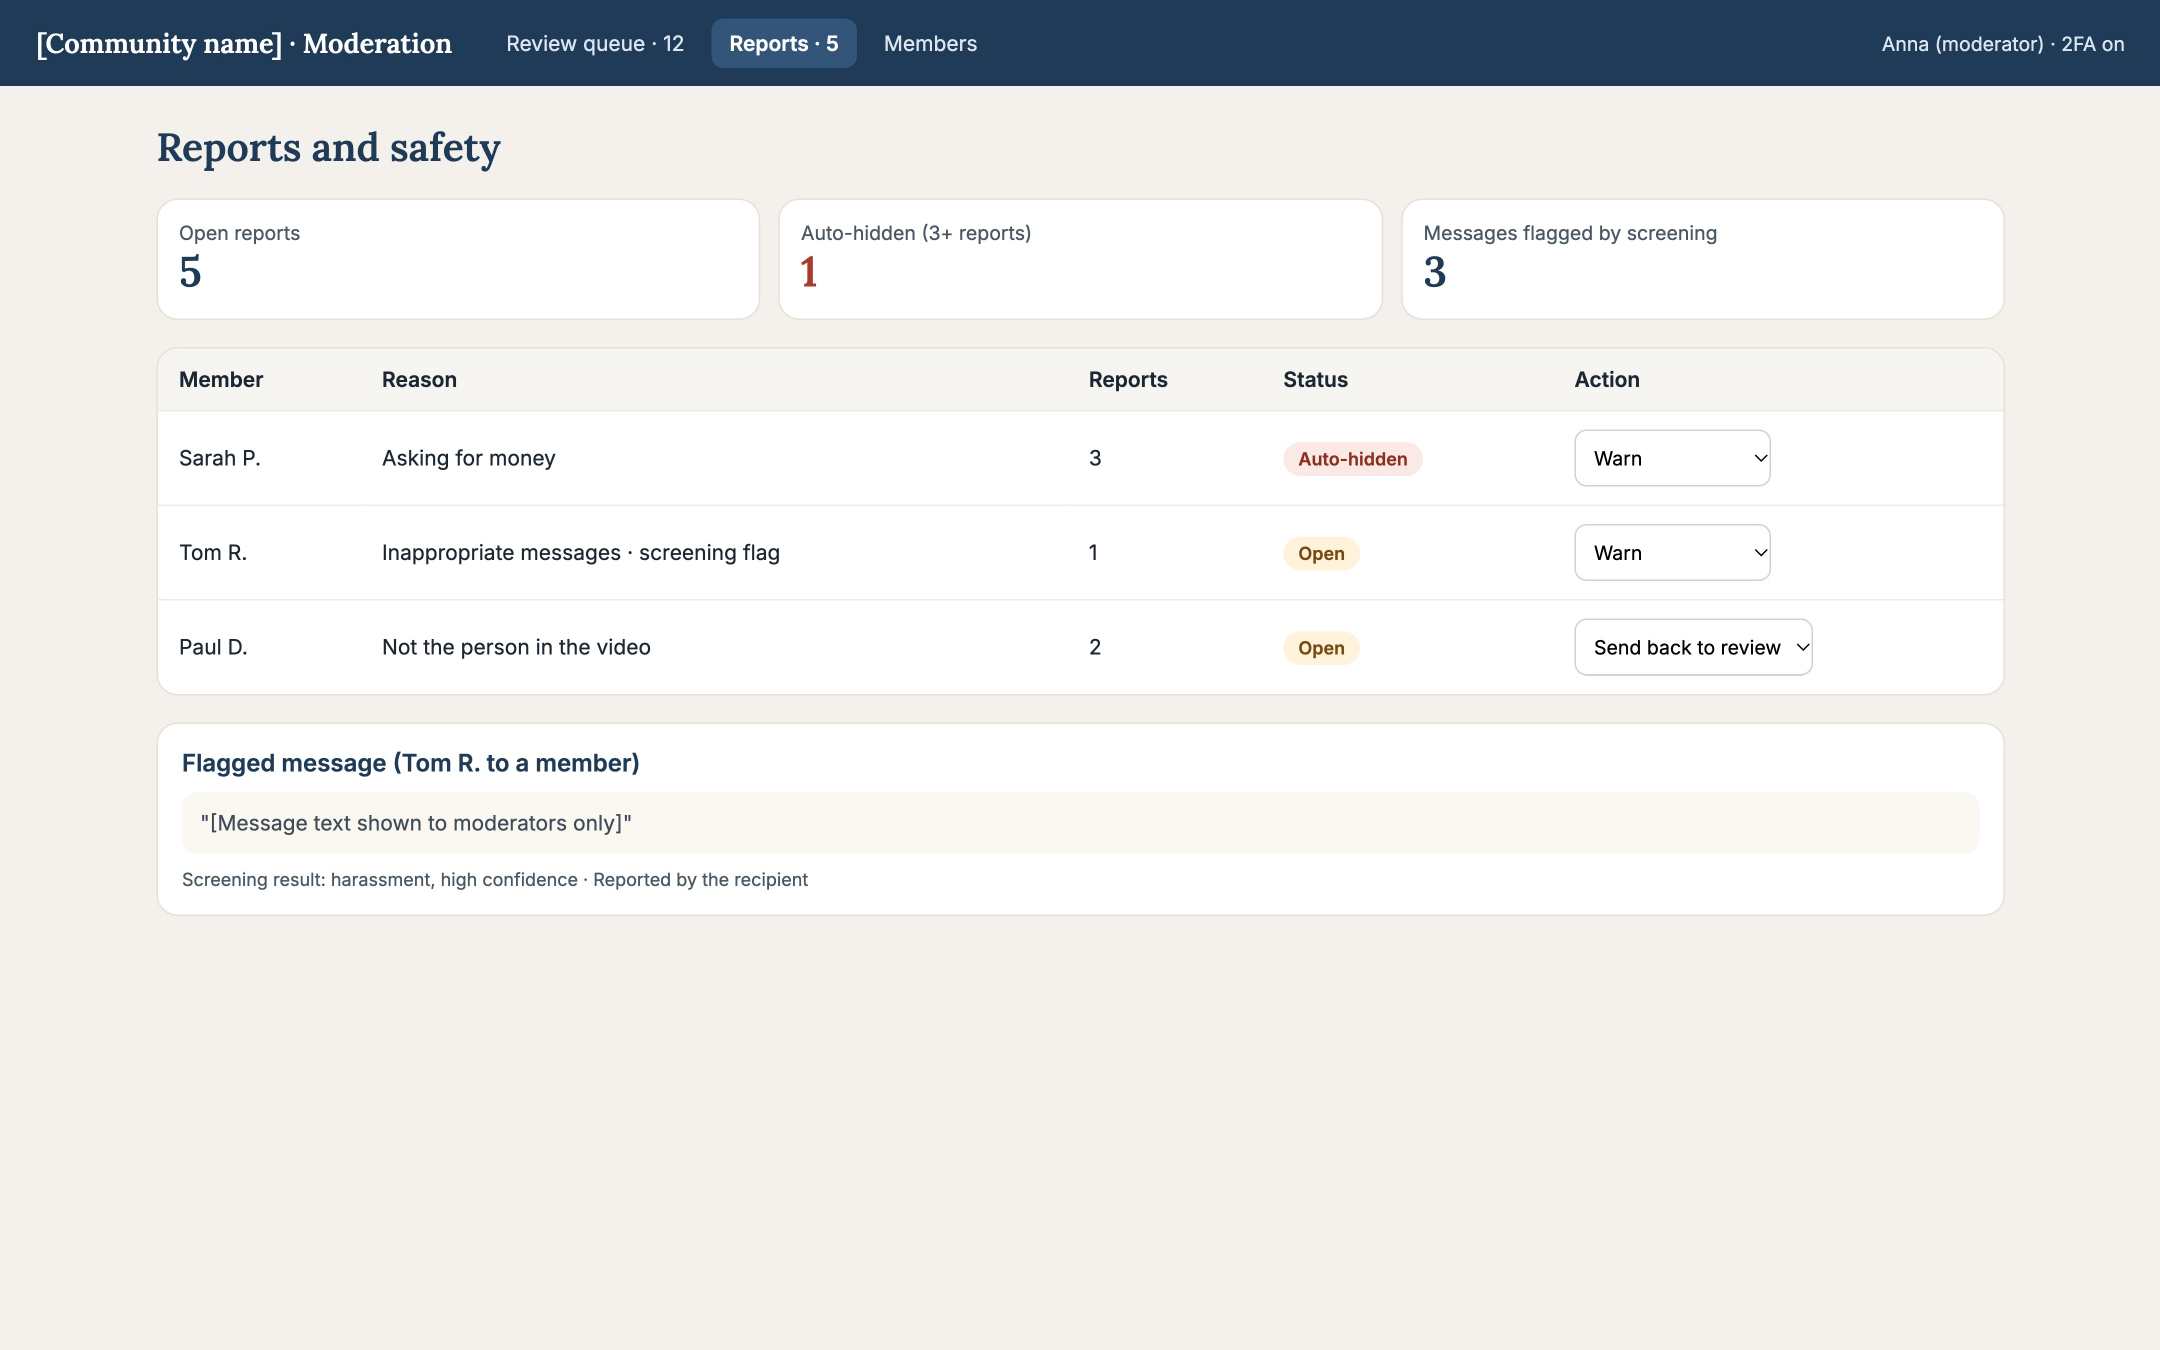 [Community name] · Moderation Review queue · 12 Reports · 5 Members Anna (moderator) · 2FA on
Reports and safety
Open reports
5
Auto-hidden (3+ reports)
1
Messages flagged by screening
3
Member Reason Reports Status Action
Sarah P. Asking for money 3 Auto-hidden Warn
Tom R. Inappropriate messages · screening flag 1 Open Warn
Paul D. Not the person in the video 2 Open Send back to review
Flagged message (Tom R. to a member)
"[Message text shown to moderators only]"
Screening result: harassment, high confidence · Reported by the recipient